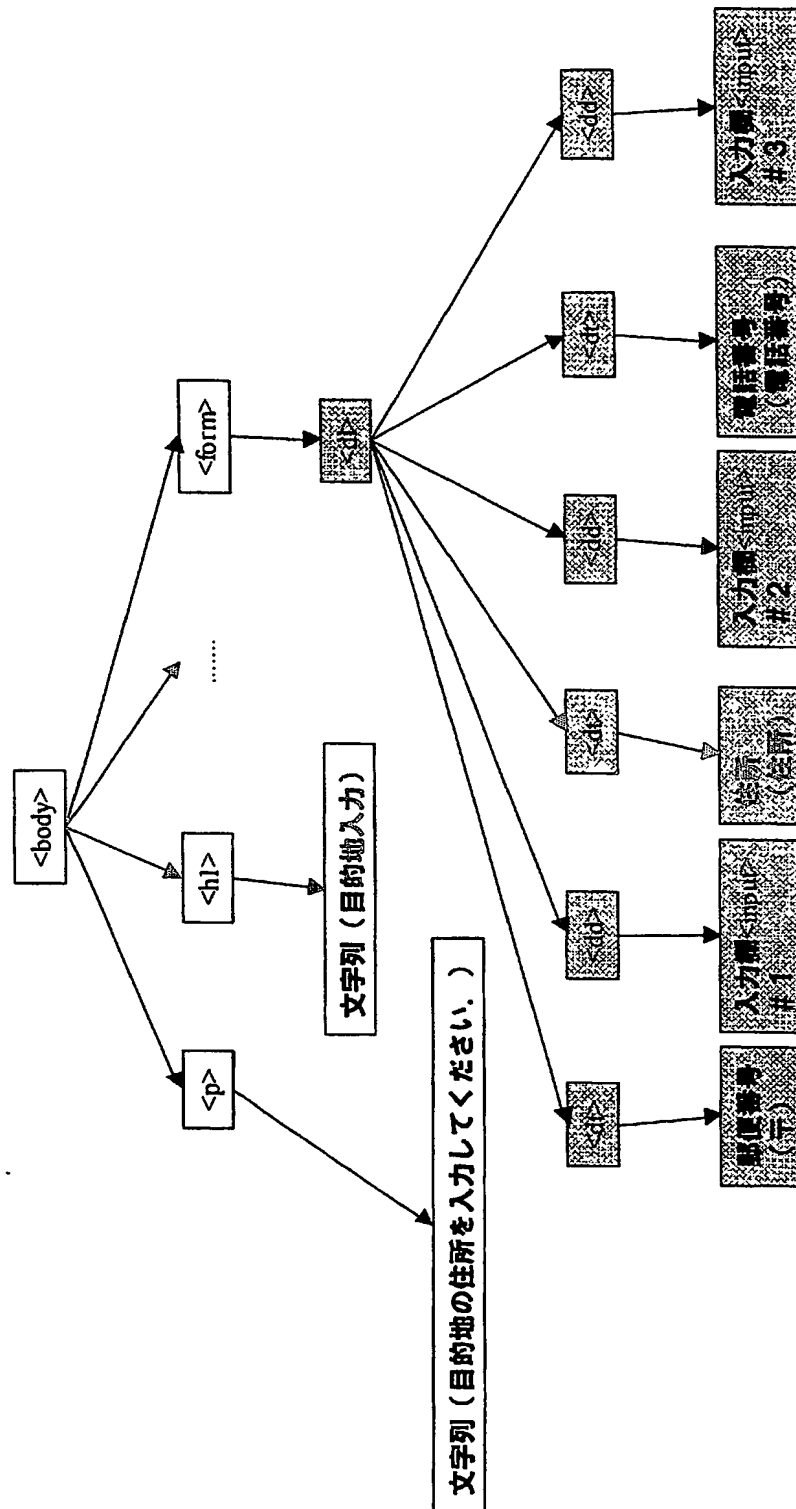 <body>
<p>
<h1>
......
<form>
文字列（目的地の住所を入力してください．）
文字列（目的地入力）
<dl>
<dt>
<dd>
<dt>
<dd>
<dt>
<dd>
郵便番号
（〒）
入力欄<input>
＃１
住所
（住所）
入力欄<input>
＃２
電話番号
（電話番号）
入力欄<input>
＃３